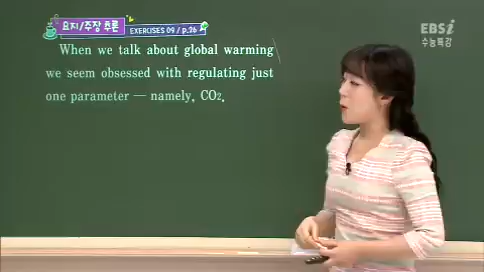 요지/주장 추론
EXERCISES 09 / p.26
EBSi
수능특강
When we talk about global warming
we seem obsessed with regulating just
one parameter — namely, CO₂.